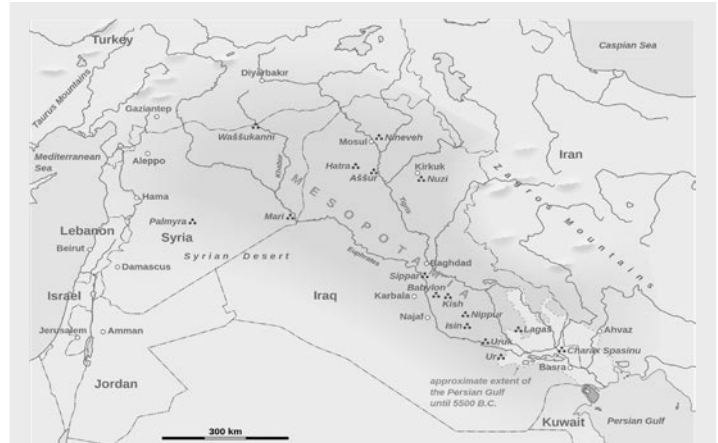 Turkey
Caspian Sea
Diyarbakır
Taurus Mountains
Gaziantep
Waššukanni
Mosul
Nineveh
Mediterranean
Sea
Aleppo
Khabur
Hatra
Aššur
Kirkuk
Nuzi
Iran
Zagros Mountains
MESOPOTAMIA
Tigris
Hama
Palmyra
Mari
Lebanon
Beirut
Syria
Syrian Desert
Euphrates
Baghdad
Damascus
Sippar
Israel
Iraq
Babylon
Karbala
Kish
Najaf
Nippur
Isin
Lagaš
Ahvaz
Jerusalem
Amman
Uruk
Ur
Charax Spasinu
Basra
Jordan
approximate extent of
the Persian Gulf
until 5500 B.C.
Kuwait
Persian Gulf
300 km